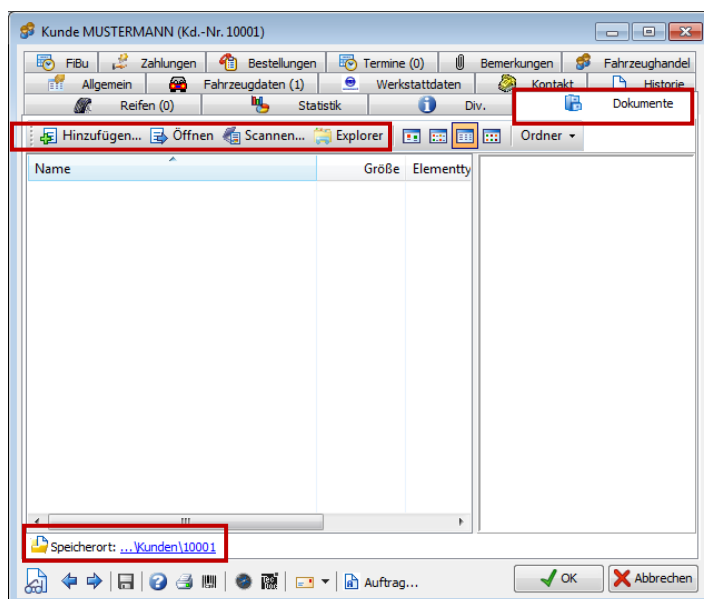 Kunde MUSTERMANN (Kd.-Nr. 10001)
FiBu Zahlungen Bestellungen Termine (0) Bemerkungen Fahrzeughandel
Allgemein Fahrzeugdaten (1) Werkstattdaten Kontakt Historie
Reifen (0) Statistik Div. Dokumente
Hinzufügen... Öffnen Scannen... Explorer Ordner
Name Größe Elementty
Speicherort: ...\Kunden\10001
Auftrag... OK Abbrechen